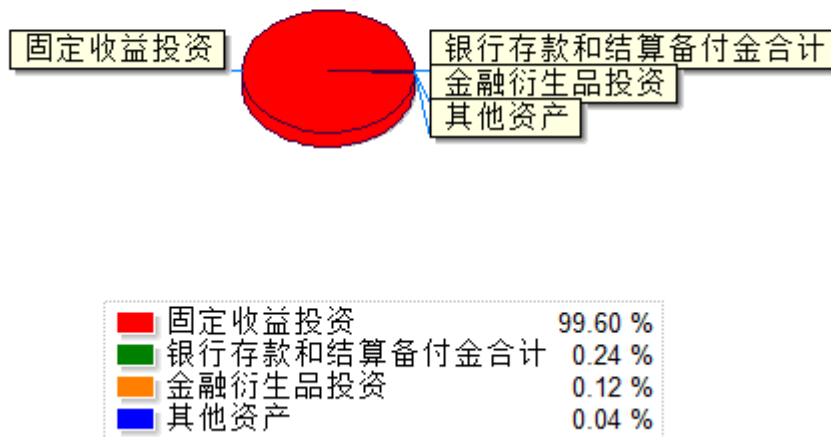 固定收益投资
银行存款和结算备付金合计
金融衍生品投资
其他资产
固定收益投资 99.60 %
银行存款和结算备付金合计 0.24 %
金融衍生品投资 0.12 %
其他资产 0.04 %